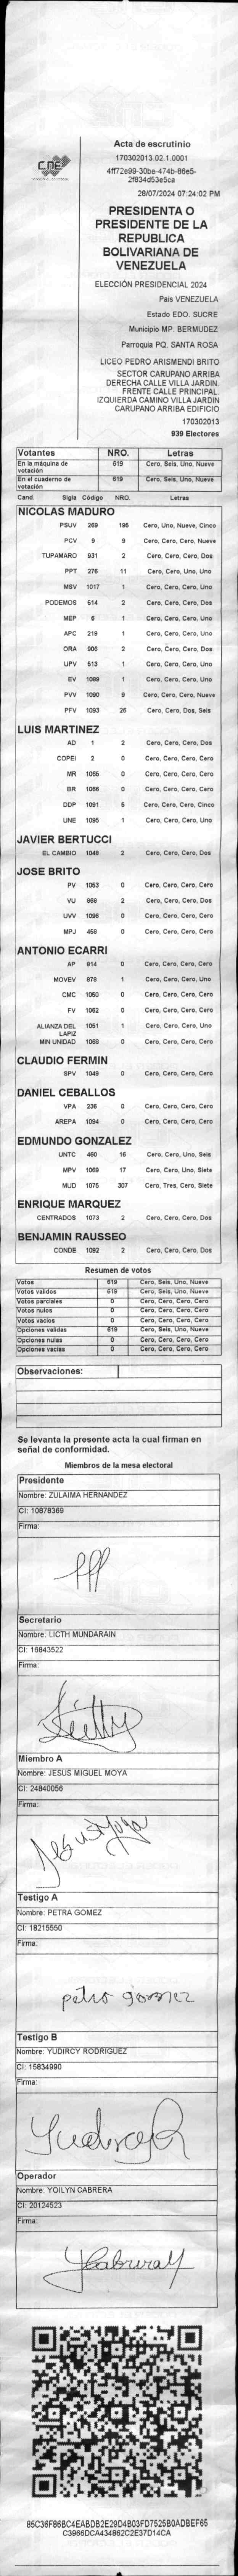 CNE
Acta de escrutinio
170302013.02.1.0001
4ff72e99-30be-474b-86e5-
2f834d53e5ca
28/07/2024 07:24:02 PM
PRESIDENTA O
PRESIDENTE DE LA
REPUBLICA
BOLIVARIANA DE
VENEZUELA
ELECCIÓN PRESIDENCIAL 2024
País VENEZUELA
Estado EDO. SUCRE
Municipio MP. BERMUDEZ
Parroquia PQ. SANTA ROSA
LICEO PEDRO ARISMENDI BRITO
SECTOR CARUPANO ARRIBA
DERECHA CALLE VILLA JARDIN.
FRENTE CALLE PRINCIPAL.
IZQUIERDA CAMINO VILLA JARDIN
CARUPANO ARRIBA EDIFICIO
170302013
939 Electores
Votantes NRO. Letras
En la máquina de votación 619 Cero, Seis, Uno, Nueve
En el cuaderno de votación 619 Cero, Seis, Uno, Nueve
Cand. Sigla Código NRO. Letras
NICOLAS MADURO
PSUV 269 195 Cero, Uno, Nueve, Cinco
PCV 9 9 Cero, Cero, Cero, Nueve
TUPAMARO 931 2 Cero, Cero, Cero, Dos
PPT 276 11 Cero, Cero, Uno, Uno
MSV 1017 1 Cero, Cero, Cero, Uno
PODEMOS 514 2 Cero, Cero, Cero, Dos
MEP 6 1 Cero, Cero, Cero, Uno
APC 219 1 Cero, Cero, Cero, Uno
ORA 906 2 Cero, Cero, Cero, Dos
UPV 513 1 Cero, Cero, Cero, Uno
EV 1089 1 Cero, Cero, Cero, Uno
PVV 1090 9 Cero, Cero, Cero, Nueve
PFV 1093 26 Cero, Cero, Dos, Seis
LUIS MARTINEZ
AD 1 2 Cero, Cero, Cero, Dos
COPEI 2 0 Cero, Cero, Cero, Cero
MR 1065 0 Cero, Cero, Cero, Cero
BR 1066 0 Cero, Cero, Cero, Cero
DDP 1091 5 Cero, Cero, Cero, Cinco
UNE 1095 1 Cero, Cero, Cero, Uno
JAVIER BERTUCCI
EL CAMBIO 1048 2 Cero, Cero, Cero, Dos
JOSE BRITO
PV 1053 0 Cero, Cero, Cero, Cero
VU 969 2 Cero, Cero, Cero, Dos
UVV 1096 0 Cero, Cero, Cero, Cero
MPJ 458 0 Cero, Cero, Cero, Cero
ANTONIO ECARRI
AP 914 0 Cero, Cero, Cero, Cero
MOVEV 978 1 Cero, Cero, Cero, Uno
CMC 1050 0 Cero, Cero, Cero, Cero
FV 1062 0 Cero, Cero, Cero, Cero
ALIANZA DEL LAPIZ 1051 1 Cero, Cero, Cero, Uno
MIN UNIDAD 1069 0 Cero, Cero, Cero, Cero
CLAUDIO FERMIN
SPV 1049 0 Cero, Cero, Cero, Cero
DANIEL CEBALLOS
VPA 236 0 Cero, Cero, Cero, Cero
AREPA 1094 0 Cero, Cero, Cero, Cero
EDMUNDO GONZALEZ
UNTC 460 16 Cero, Cero, Uno, Seis
MPV 1069 17 Cero, Cero, Uno, Siete
MUD 1075 307 Cero, Tres, Cero, Siete
ENRIQUE MARQUEZ
CENTRADOS 1073 2 Cero, Cero, Cero, Dos
BENJAMIN RAUSSEO
CONDE 1092 2 Cero, Cero, Cero, Dos
Resumen de votos
Votos 619 Cero, Seis, Uno, Nueve
Votos validos 619 Cero, Seis, Uno, Nueve
Votos parciales 0 Cero, Cero, Cero, Cero
Votos nulos 0 Cero, Cero, Cero, Cero
Votos vacios 0 Cero, Cero, Cero, Cero
Opciones validas 619 Cero, Seis, Uno, Nueve
Opciones nulas 0 Cero, Cero, Cero, Cero
Opciones vacias 0 Cero, Cero, Cero, Cero
Observaciones:
Se levanta la presente acta la cual firman en
señal de conformidad.
Miembros de la mesa electoral
Presidente
Nombre: ZULAIMA HERNANDEZ
CI: 10878369
Firma:
Secretario
Nombre: LICTH MUNDARAIN
CI: 16843522
Firma:
Miembro A
Nombre: JESUS MIGUEL MOYA
CI: 24840056
Firma:
Jesus Moya
Testigo A
Nombre: PETRA GOMEZ
CI: 18215550
Firma:
petra gomez
Testigo B
Nombre: YUDIRCY RODRIGUEZ
CI: 15834990
Firma:
Yudircy R
Operador
Nombre: YOILYN CABRERA
CI: 20124523
Firma:
85C36F86BC4EABDB2E29D4B03FD7525B0ADBEF65
C3966DCA434862C2E37D14CA